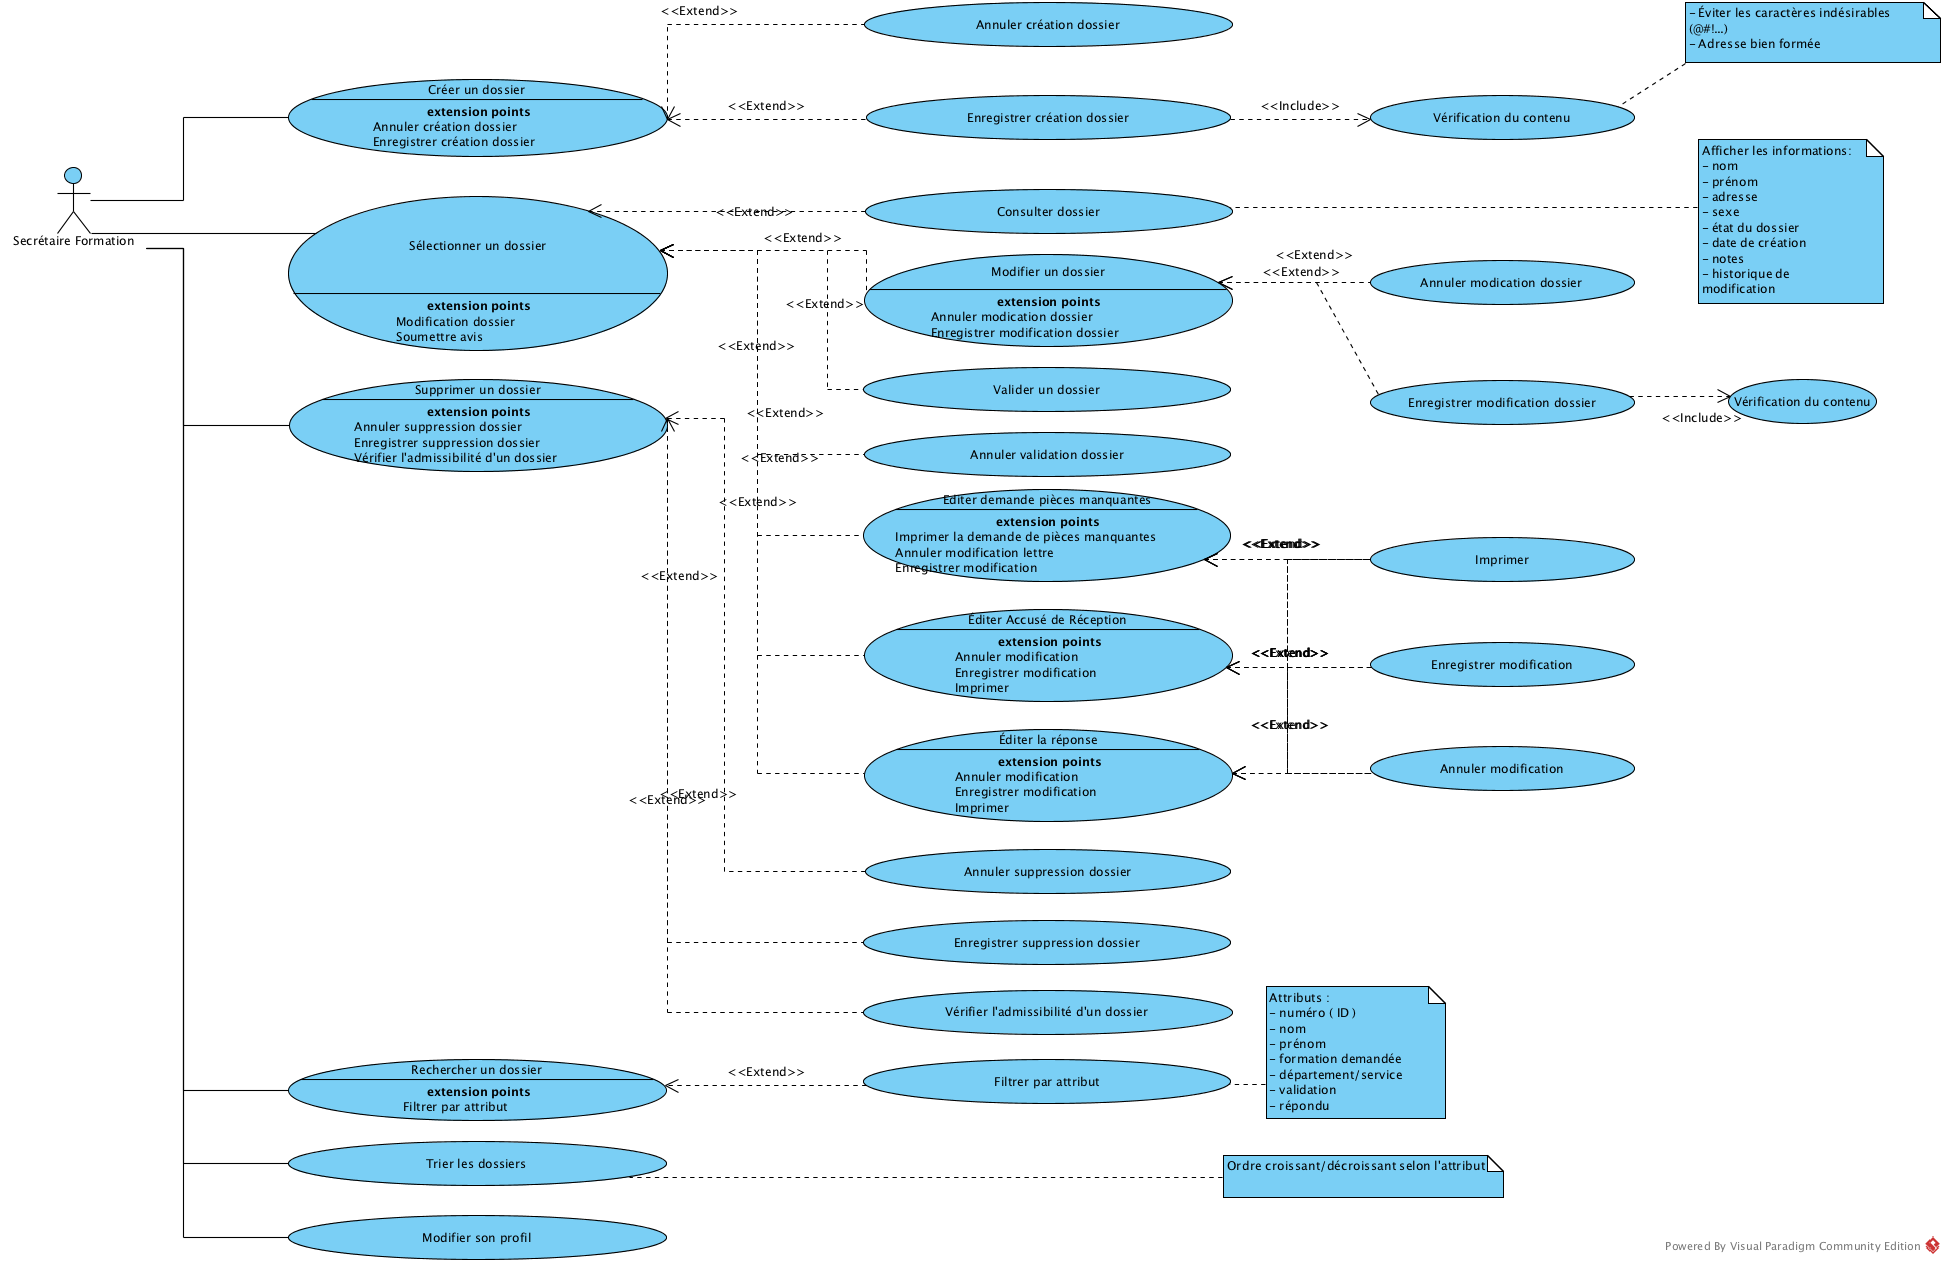 <<Extend>>
Annuler création dossier
– Éviter les caractères indésirables
(@#!...)
– Adresse bien formée
Créer un dossier
extension points
Annuler création dossier
Enregistrer création dossier
<<Extend>>
Enregistrer création dossier
<<Include>>
Vérification du contenu
Secrétaire Formation
Sélectionner un dossier
extension points
Modification dossier
Soumettre avis
<<Extend>>
Consulter dossier
Afficher les informations:
– nom
– prénom
– adresse
– sexe
– état du dossier
– date de création
– notes
– historique de
modification
<<Extend>>
Modifier un dossier
extension points
Annuler modication dossier
Enregistrer modification dossier
<<Extend>>
<<Extend>>
Annuler modication dossier
<<Extend>>
<<Extend>>
Valider un dossier
Enregistrer modification dossier
<<Include>>
Vérification du contenu
Supprimer un dossier
extension points
Annuler suppression dossier
Enregistrer suppression dossier
Vérifier l'admissibilité d'un dossier
<<Extend>>
<<Extend>>
Annuler validation dossier
<<Extend>>
Éditer demande pièces manquantes
extension points
Imprimer la demande de pièces manquantes
Annuler modification lettre
Enregistrer modification
<<Extend>>
Imprimer
<<Extend>>
Éditer Accusé de Réception
extension points
Annuler modification
Enregistrer modification
Imprimer
<<Extend>>
Enregistrer modification
Éditer la réponse
extension points
Annuler modification
Enregistrer modification
Imprimer
<<Extend>>
Annuler modification
<<Extend>>
<<Extend>>
Annuler suppression dossier
Enregistrer suppression dossier
Vérifier l'admissibilité d'un dossier
Rechercher un dossier
extension points
Filtrer par attribut
<<Extend>>
Filtrer par attribut
Attributs :
– numéro ( ID )
– nom
– prénom
– formation demandée
– département/service
– validation
– répondu
Trier les dossiers
Ordre croissant/décroissant selon l'attribut
Modifier son profil
Powered By Visual Paradigm Community Edition